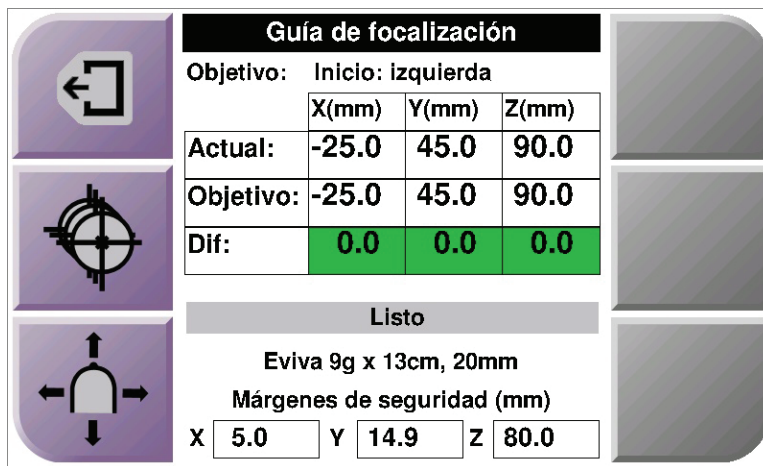 Guía de focalización
Objetivo: Inicio: izquierda
X(mm) Y(mm) Z(mm)
Actual: -25.0 45.0 90.0
Objetivo: -25.0 45.0 90.0
Dif: 0.0 0.0 0.0
Listo
Eviva 9g x 13cm, 20mm
Márgenes de seguridad (mm)
X 5.0 Y 14.9 Z 80.0